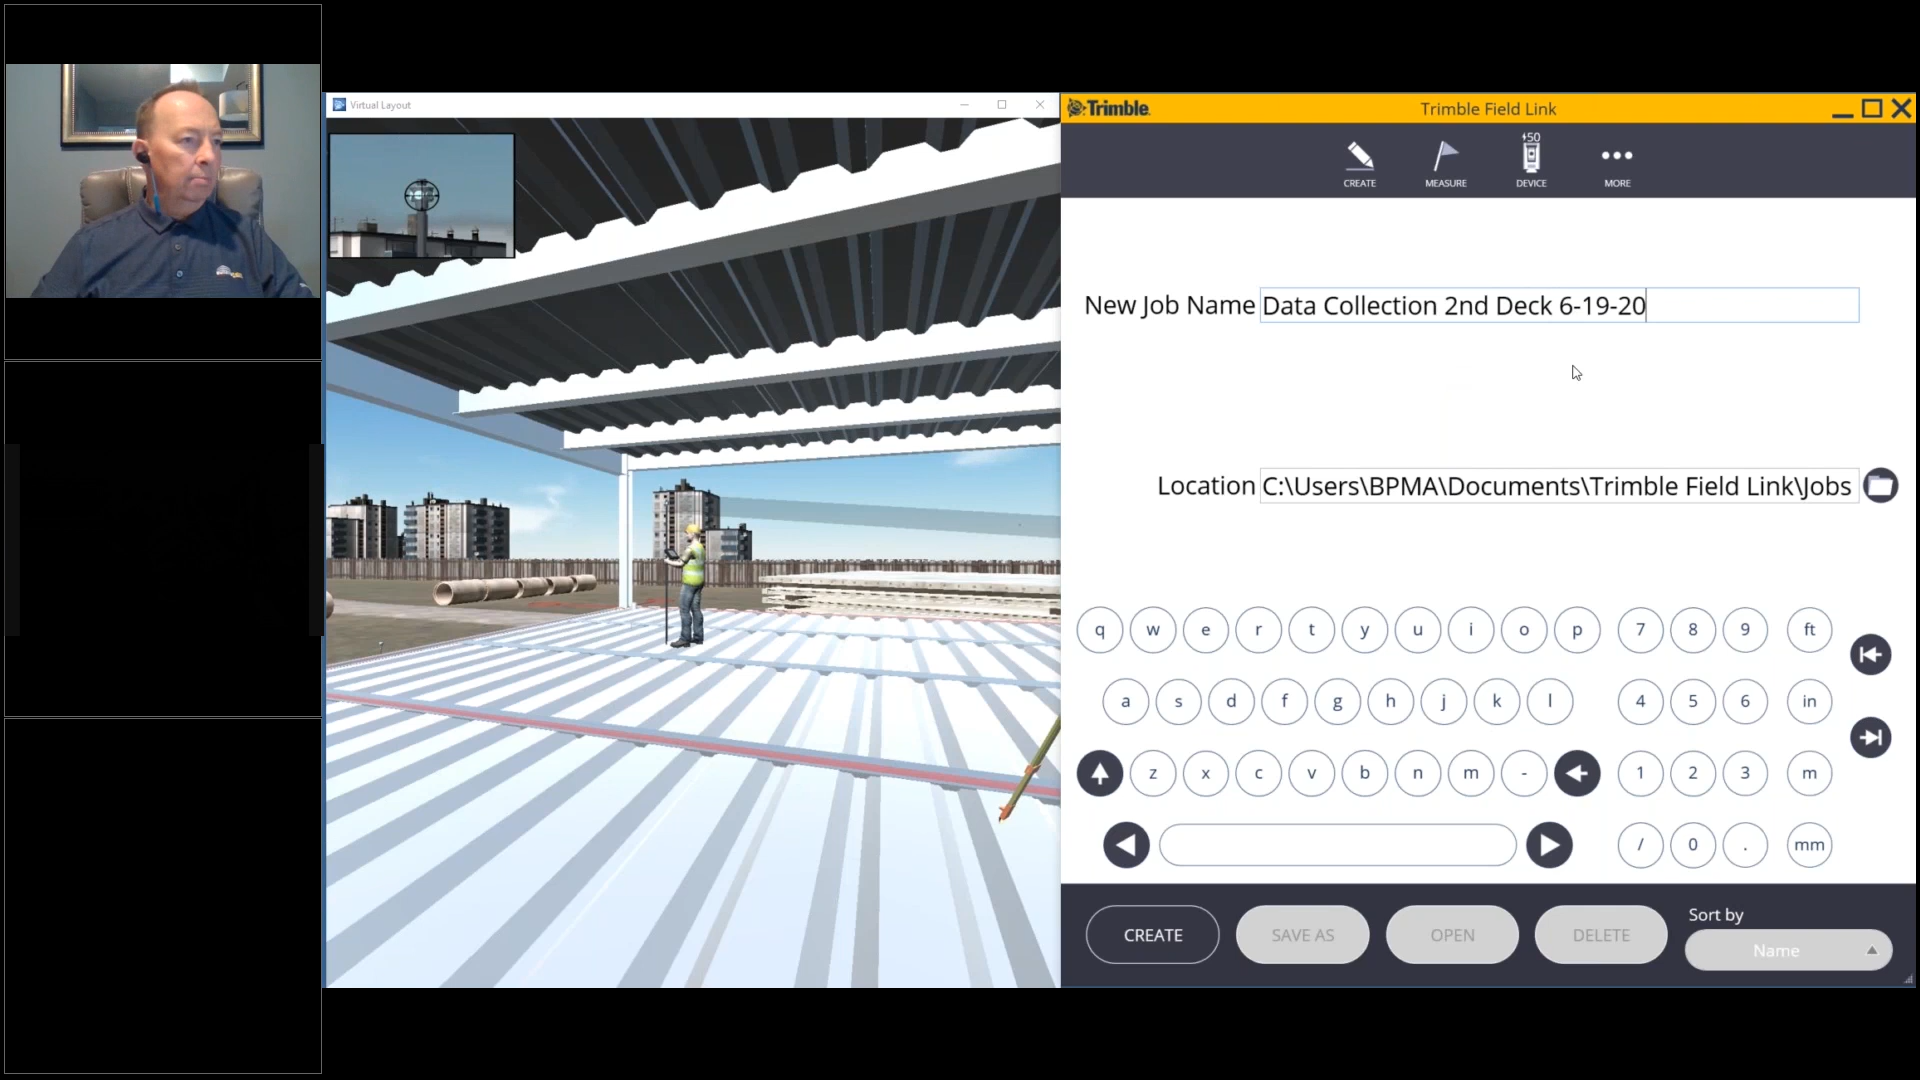 Virtual Layout
Trimble
Trimble Field Link
50
CREATE
MEASURE
DEVICE
MORE
New Job Name Data Collection 2nd Deck 6-19-20
Location C:\Users\BPMA\Documents\Trimble Field Link\Jobs
q w e r t y u i o p 7 8 9 ft
a s d f g h j k l 4 5 6 in
z x c v b n m - 1 2 3 m
/ 0 . mm
CREATE
SAVE AS
OPEN
DELETE
Sort by
Name